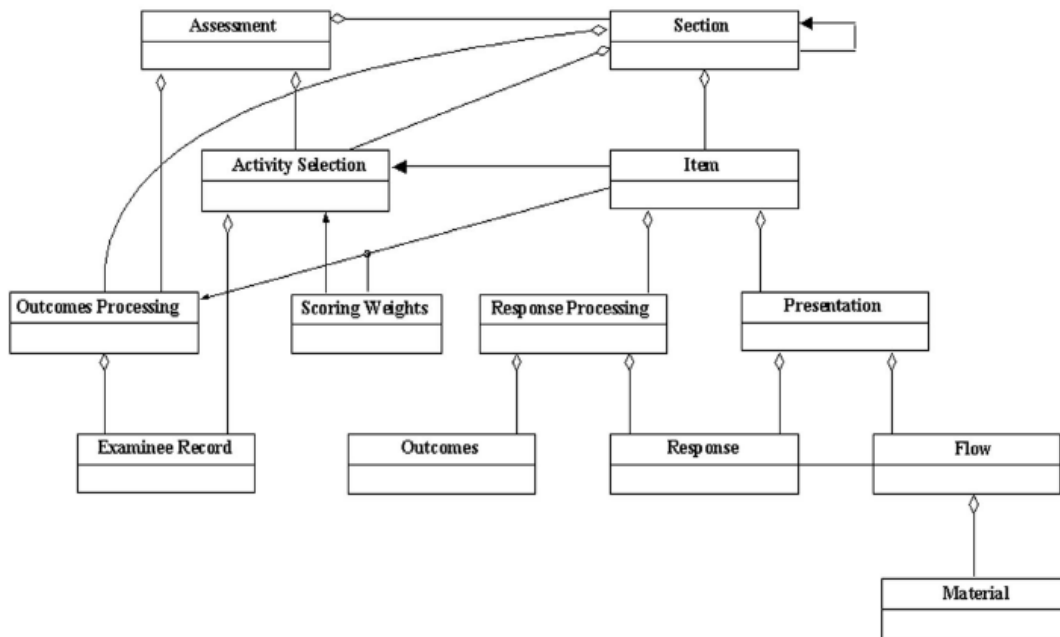 Assessment
Section
Activity Selection
Item
Outcomes Processing
Scoring Weights
Response Processing
Presentation
Examinee Record
Outcomes
Response
Flow
Material